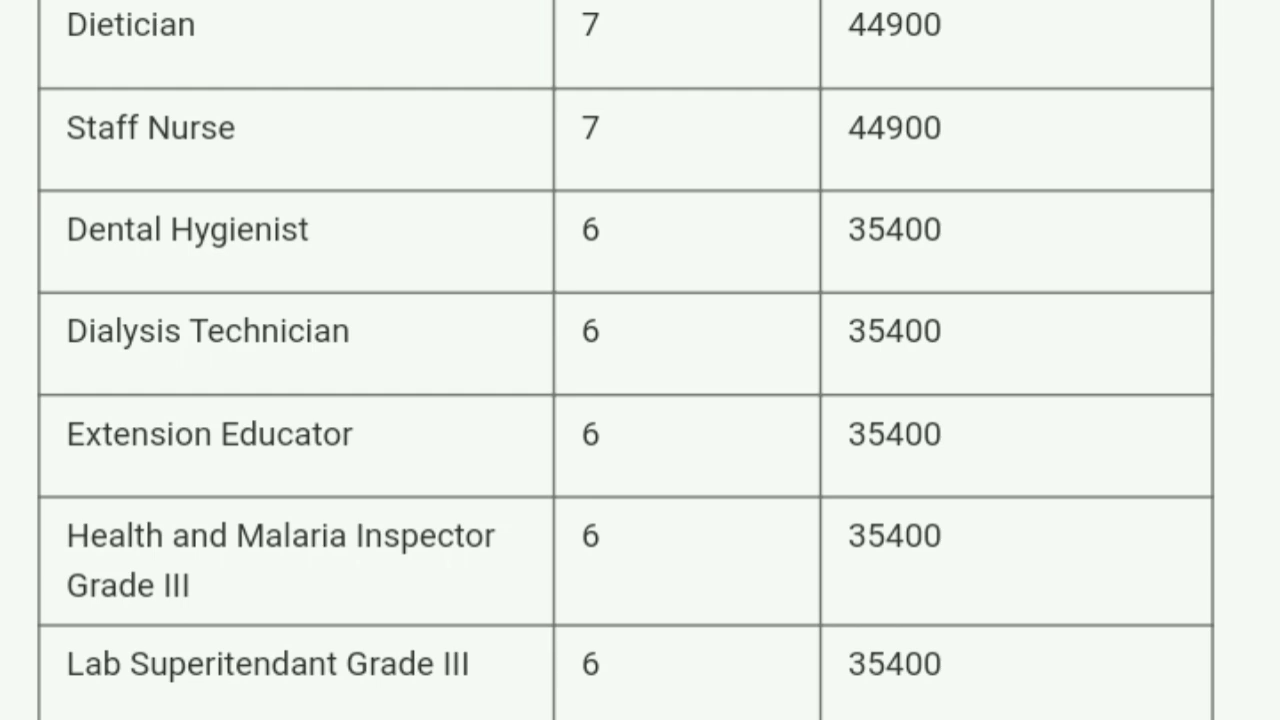 Dietician 7 44900
Staff Nurse 7 44900
Dental Hygienist 6 35400
Dialysis Technician 6 35400
Extension Educator 6 35400
Health and Malaria Inspector 6 35400
Grade III
Lab Superitendant Grade III 6 35400